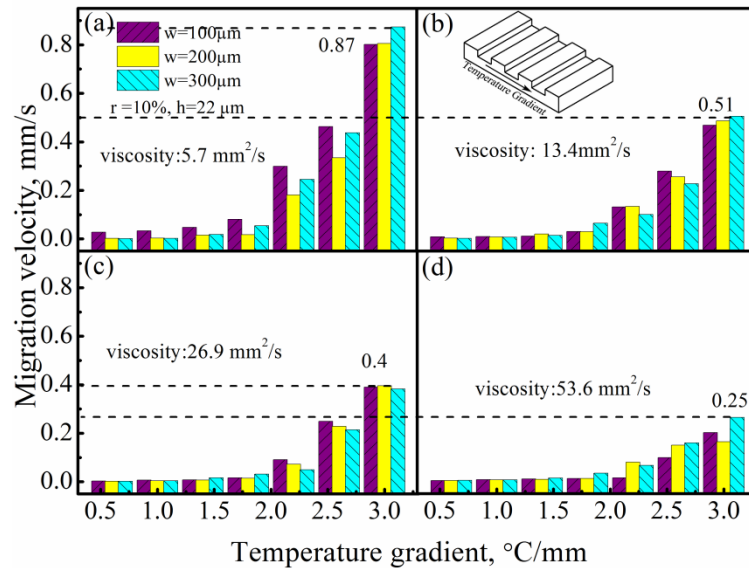 (a)
w=100μm
w=200μm
w=300μm
r =10%, h=22 μm
0.87
viscosity:5.7 mm²/s
(b)
Temperature Gradient
0.51
viscosity: 13.4mm²/s
(c)
viscosity:26.9 mm²/s
0.4
(d)
viscosity:53.6 mm²/s
0.25
Migration velocity, mm/s
0.8
0.6
0.4
0.2
0.0
0.6
0.4
0.2
0.0
0.5 1.0 1.5 2.0 2.5 3.0 0.5 1.0 1.5 2.0 2.5 3.0
Temperature gradient, °C/mm